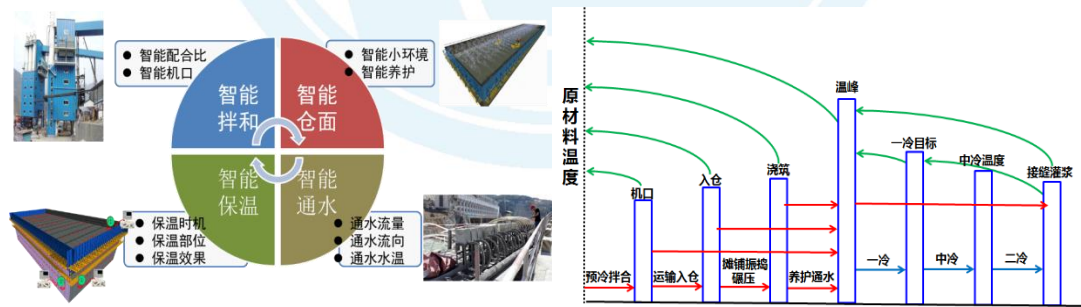 智能配合比
智能机口
智能小环境
智能养护
智能
拌和
智能
仓面
智能
保温
智能
通水
保温时机
保温部位
保温效果
通水流量
通水流向
通水水温
原材料温度
温峰
一冷目标
中冷温度
接缝灌浆
浇筑
入仓
机口
预冷拌合
运输入仓
摊铺振捣
碾压
养护通水
一冷
中冷
二冷